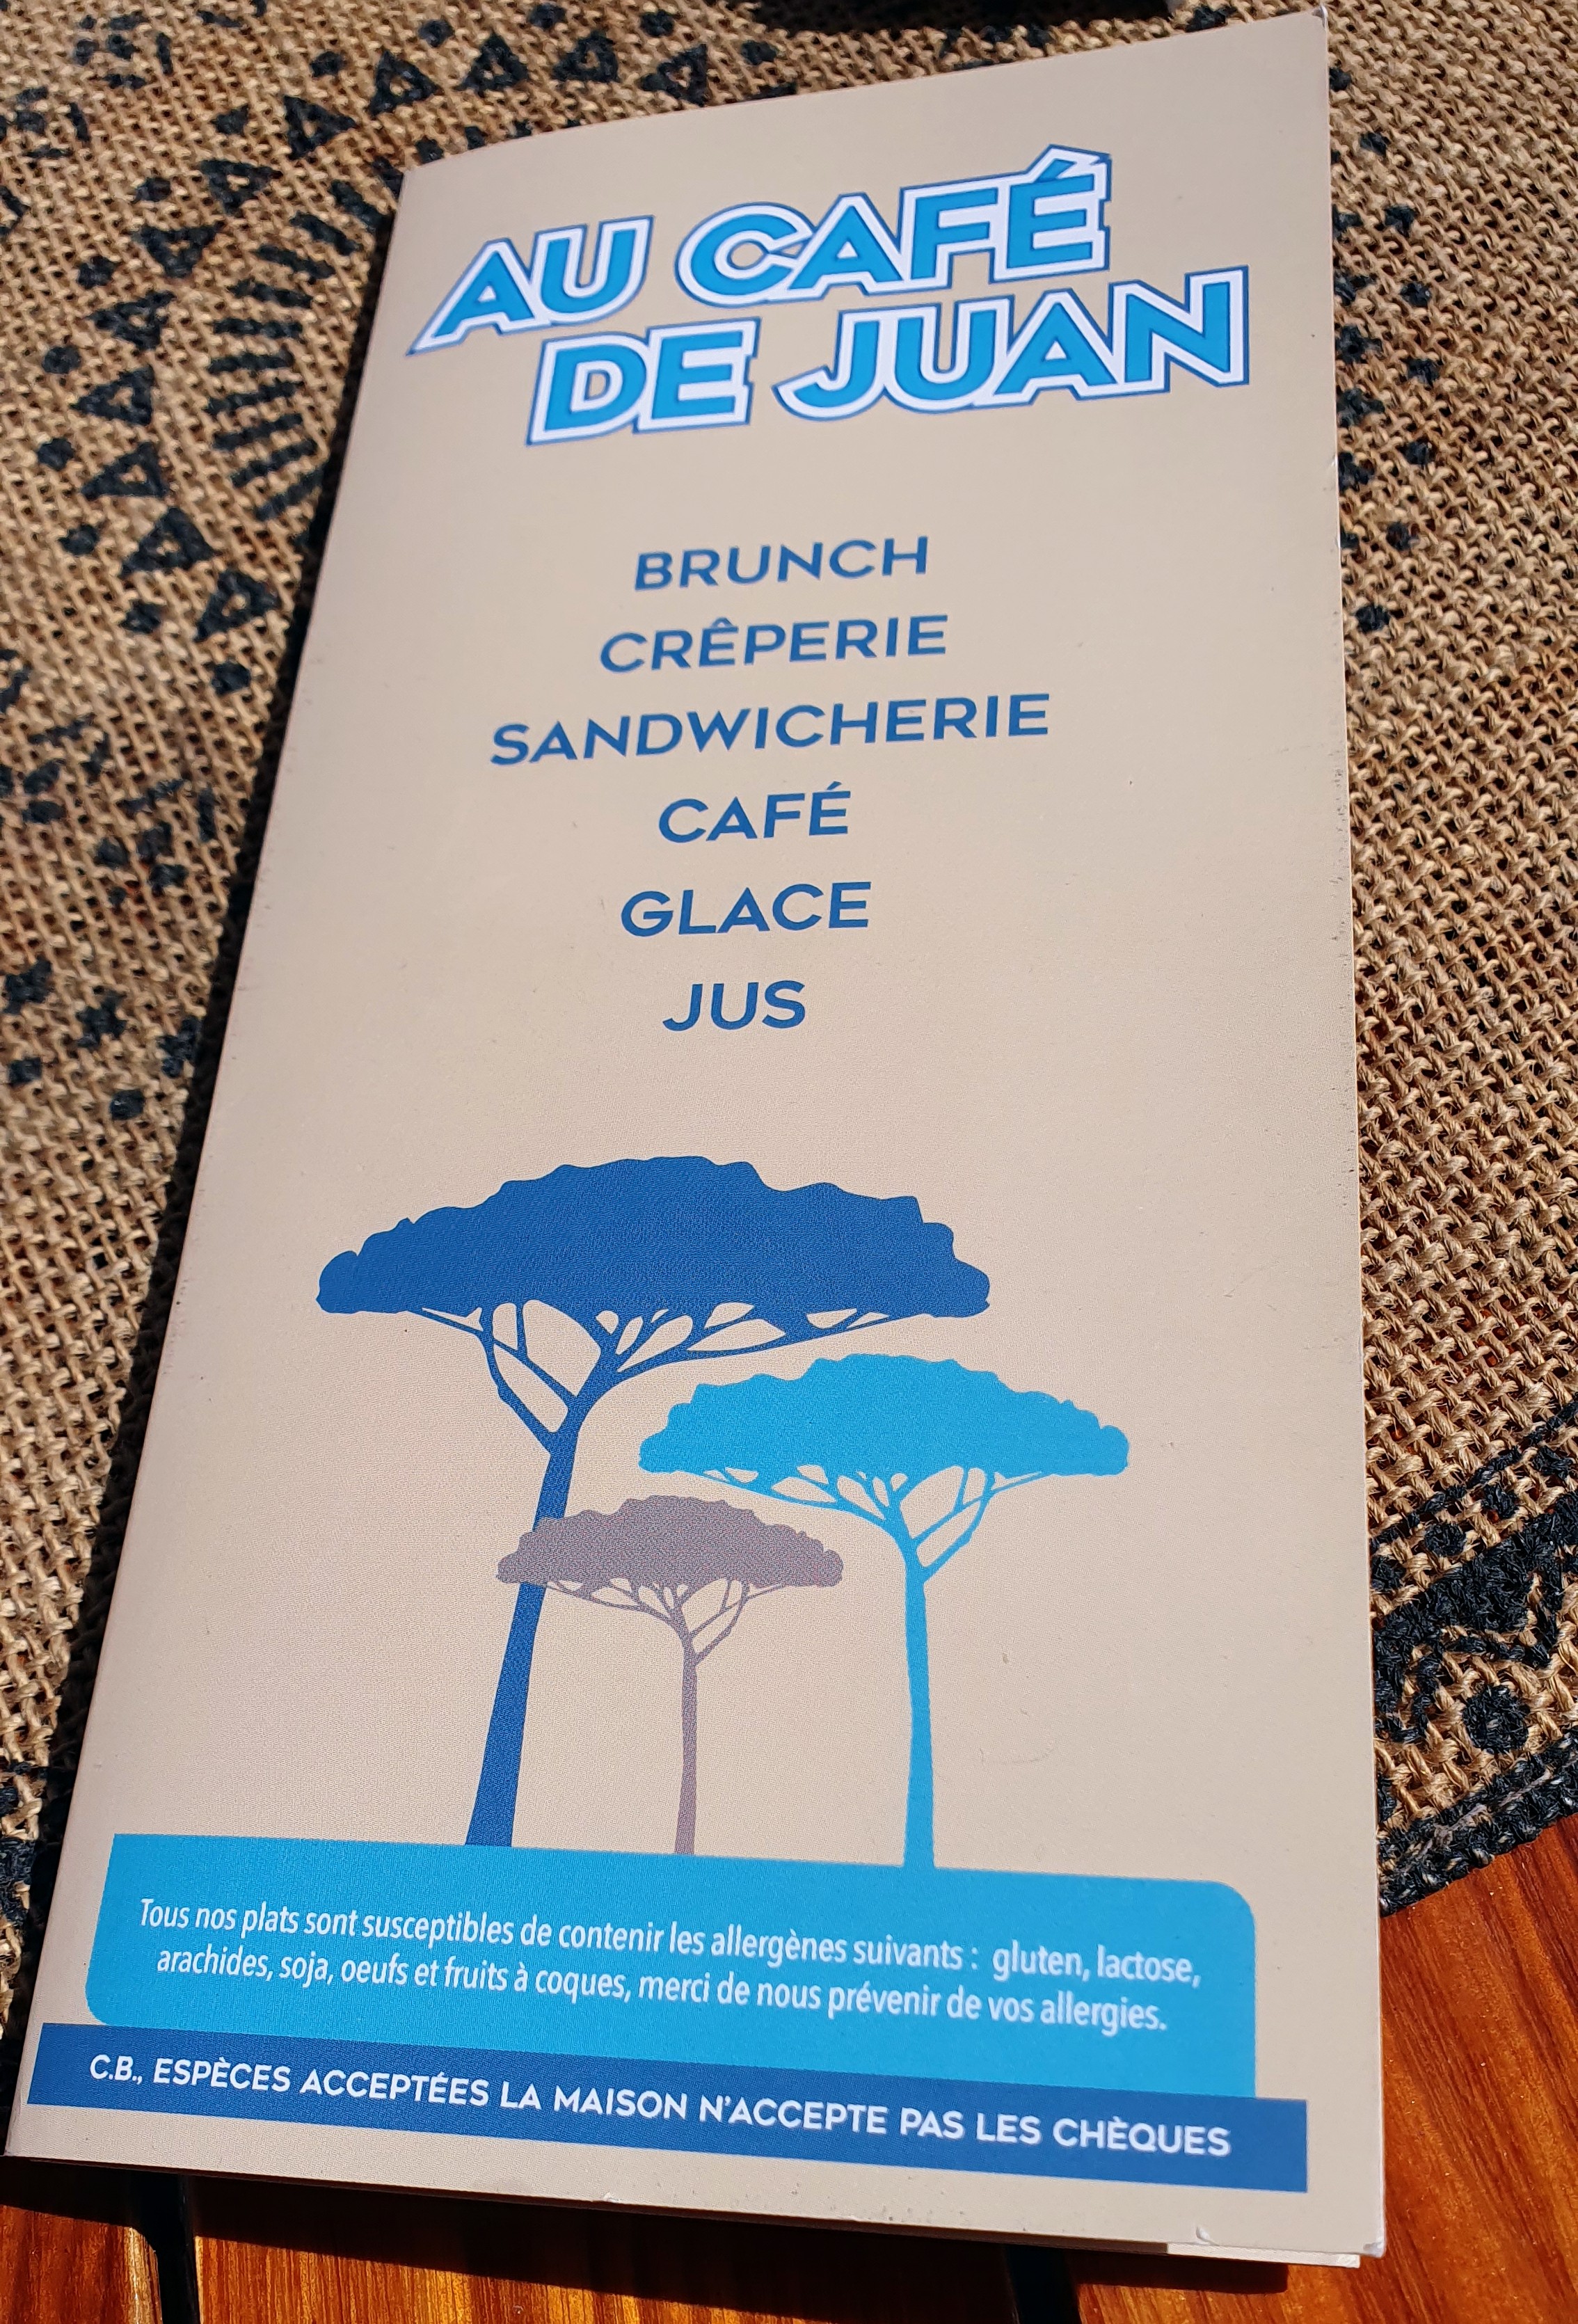 AU CAFÉ
DE JUAN
BRUNCH
CRÊPERIE
SANDWICHERIE
CAFÉ
GLACE
JUS
Tous nos plats sont susceptibles de contenir les allergènes suivants : gluten, lactose,
arachides, soja, oeufs et fruits à coques, merci de nous prévenir de vos allergies.
C.B., ESPÈCES ACCEPTÉES LA MAISON N'ACCEPTE PAS LES CHÈQUES